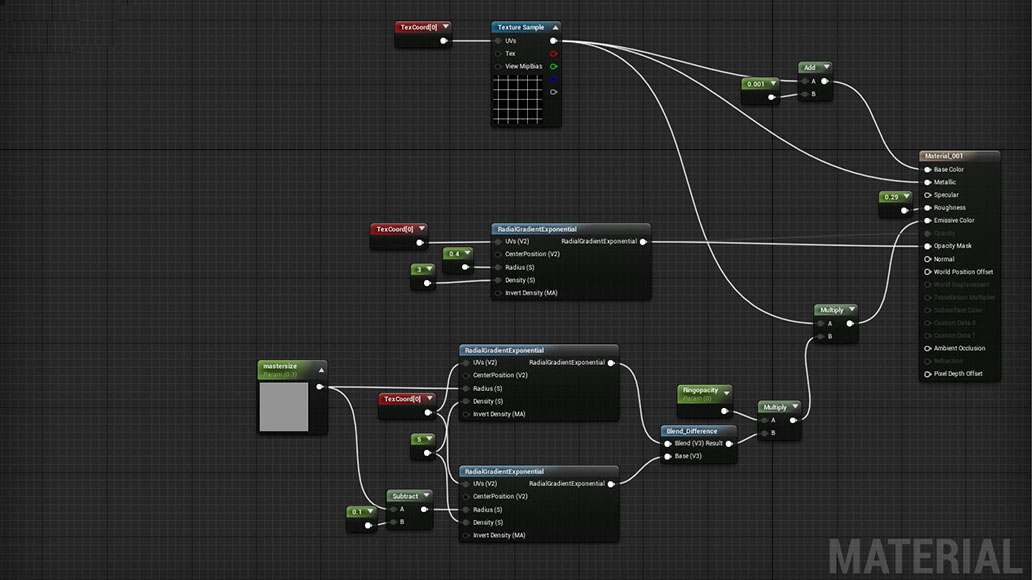 TexCoord[0]
Texture Sample
UVs
Tex
View MipBias
0.001
Add
A
B
Material_001
Base Color
Metallic
Specular
Roughness
Emissive Color
Opacity
Opacity Mask
Normal
World Position Offset
World Displacement
Tessellation Multiplier
Subsurface Color
Custom Data 0
Custom Data 1
Ambient Occlusion
Refraction
Pixel Depth Offset
0.29
TexCoord[0]
0.4
3
RadialGradientExponential
UVs (V2) RadialGradientExponential
CenterPosition (V2)
Radius (S)
Density (S)
Invert Density (MA)
Multiply
A
B
mastersize
Param (0.3)
TexCoord[0]
5
RadialGradientExponential
UVs (V2) RadialGradientExponential
CenterPosition (V2)
Radius (S)
Density (S)
Invert Density (MA)
Ringopacity
Param (0)
Multiply
A
B
Blend_Difference
Blend (V3) Result
Base (V3)
0.1
Subtract
A
B
RadialGradientExponential
UVs (V2) RadialGradientExponential
CenterPosition (V2)
Radius (S)
Density (S)
Invert Density (MA)
MATERIAL